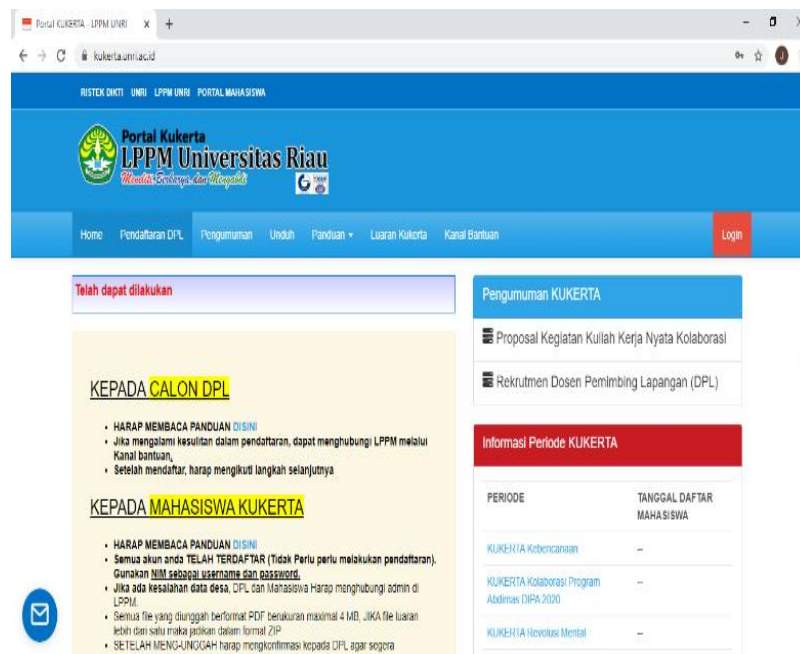 Portal KUKERTA - LPPM UNRI
kukerta.unri.ac.id
RISTEK DIKTI UNRI LPPM UNRI PORTAL MAHASISWA
Portal Kukerta
LPPM Universitas Riau
Meneliti, Berkarya, dan Mengabdi
Home Pendaftaran DPL Pengumuman Unduh Panduan Luaran Kukerta Kanal Bantuan Login
Telah dapat dilakukan
KEPADA CALON DPL
HARAP MEMBACA PANDUAN DISINI
Jika mengalami kesulitan dalam pendaftaran, dapat menghubungi LPPM melalui
Kanal bantuan,
Setelah mendaftar, harap mengikuti langkah selanjutnya
KEPADA MAHASISWA KUKERTA
HARAP MEMBACA PANDUAN DISINI
Semua akun anda TELAH TERDAFTAR (Tidak Perlu perlu melakukan pendaftaran).
Gunakan NIM sebagai username dan password.
Jika ada kesalahan data desa, DPL dan Mahasiswa Harap menghubungi admin di
LPPM.
Semua file yang diunggah berformat PDF berukuran maximal 4 MB, JIKA file luaran
lebih dari satu maka jadikan dalam format ZIP
SETELAH MENG-UNGGAH harap mengkonfirmasi kepada DPL agar segera
Pengumuman KUKERTA
Proposal Kegiatan Kuliah Kerja Nyata Kolaborasi
Rekrutmen Dosen Pemimbing Lapangan (DPL)
Informasi Periode KUKERTA
PERIODE TANGGAL DAFTAR
MAHASISWA
KUKERTA Kebencanaan --
KUKERTA Kolaborasi Program --
Abdimas DIPA 2020
KUKERTA Revolusi Mental --